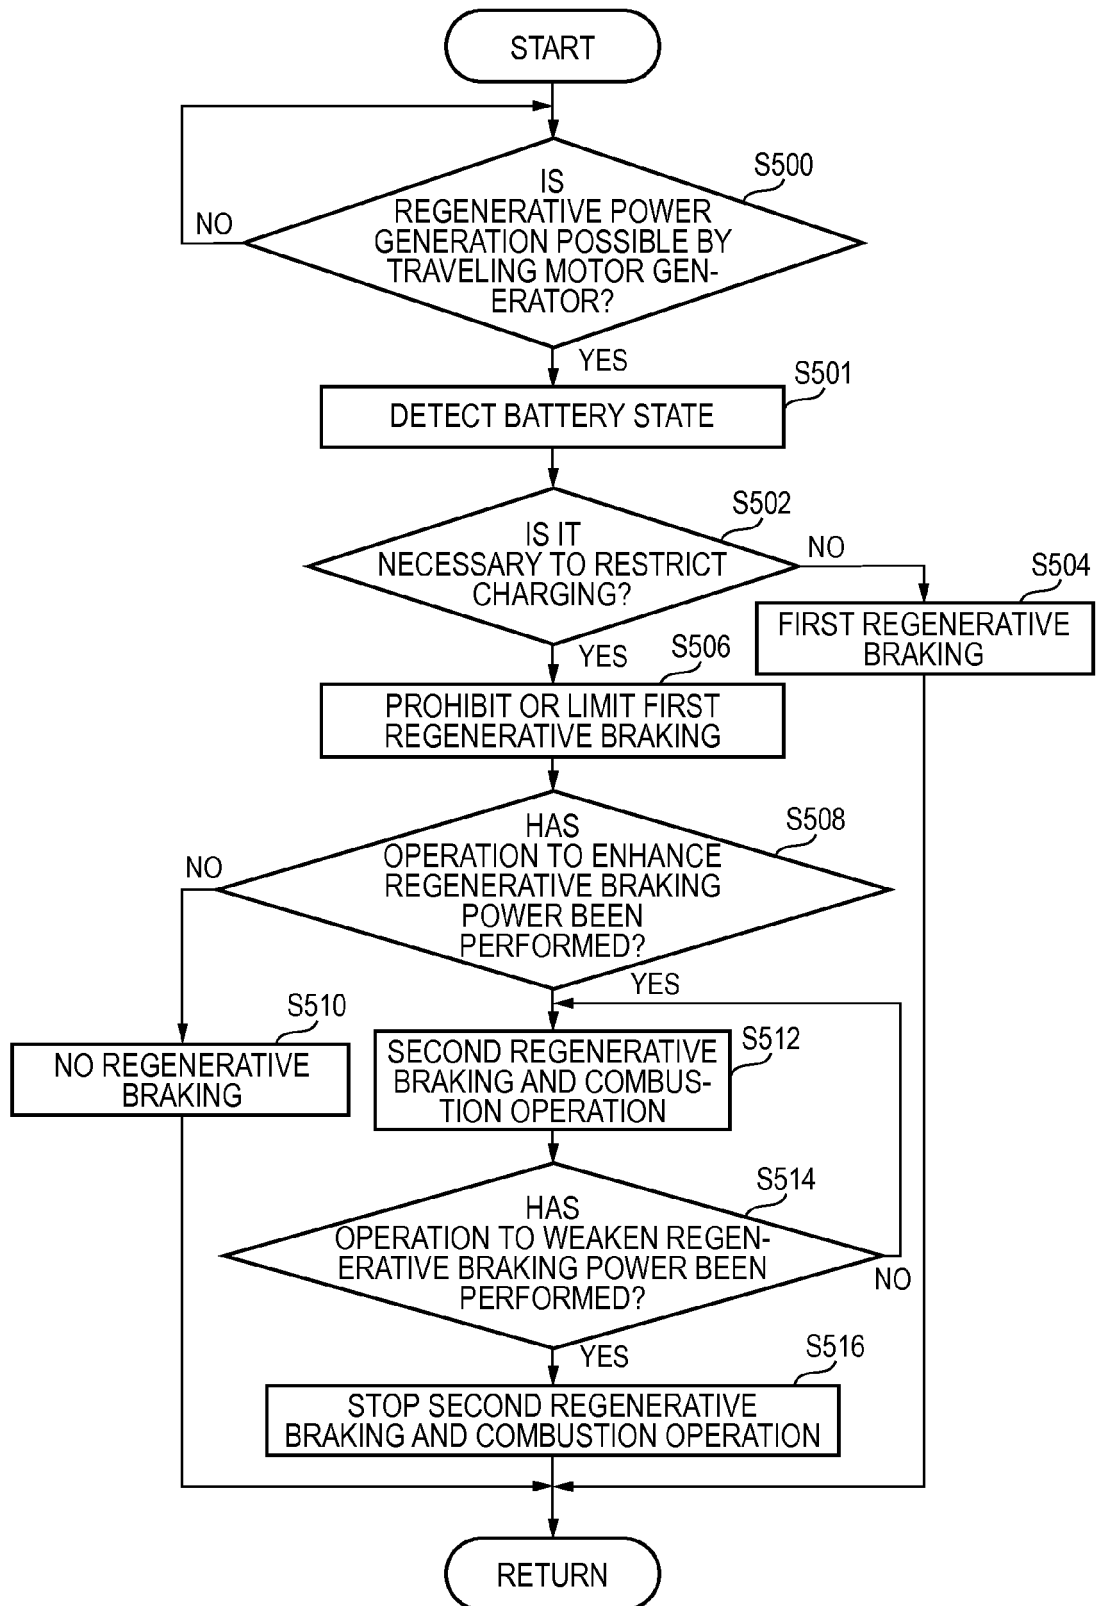 START
S500
IS
REGENERATIVE POWER
GENERATION POSSIBLE BY
TRAVELING MOTOR GEN-
ERATOR?
NO
YES
S501
DETECT BATTERY STATE
S502
IS IT
NECESSARY TO RESTRICT
CHARGING?
NO
S504
FIRST REGENERATIVE
BRAKING
YES
S506
PROHIBIT OR LIMIT FIRST
REGENERATIVE BRAKING
S508
HAS
OPERATION TO ENHANCE
REGENERATIVE BRAKING
POWER BEEN
PERFORMED?
NO
YES
S510
NO REGENERATIVE
BRAKING
S512
SECOND REGENERATIVE
BRAKING AND COMBUS-
TION OPERATION
S514
HAS
OPERATION TO WEAKEN REGEN-
ERATIVE BRAKING POWER BEEN
PERFORMED?
NO
YES
S516
STOP SECOND REGENERATIVE
BRAKING AND COMBUSTION OPERATION
RETURN